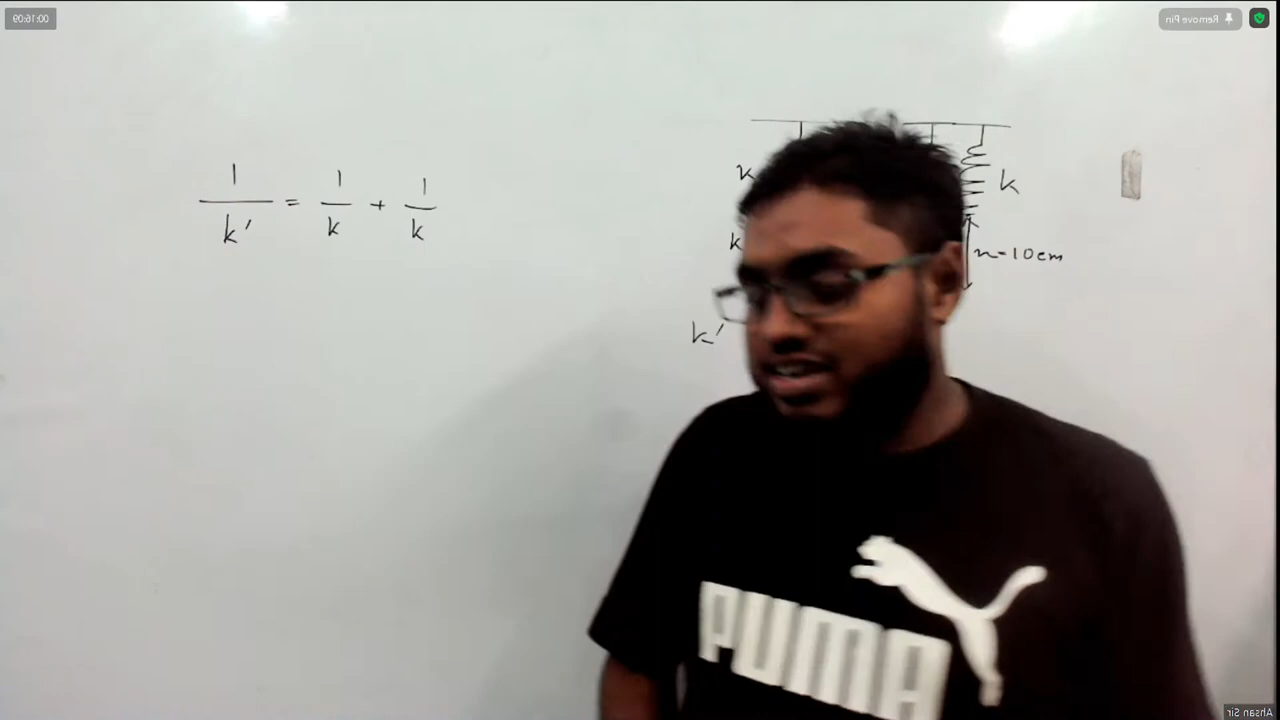 00:16:09
Remove Pin
1/k' = 1/k + 1/k
k
k
k
x=10cm
k'
PUMA
Ahsan Sir